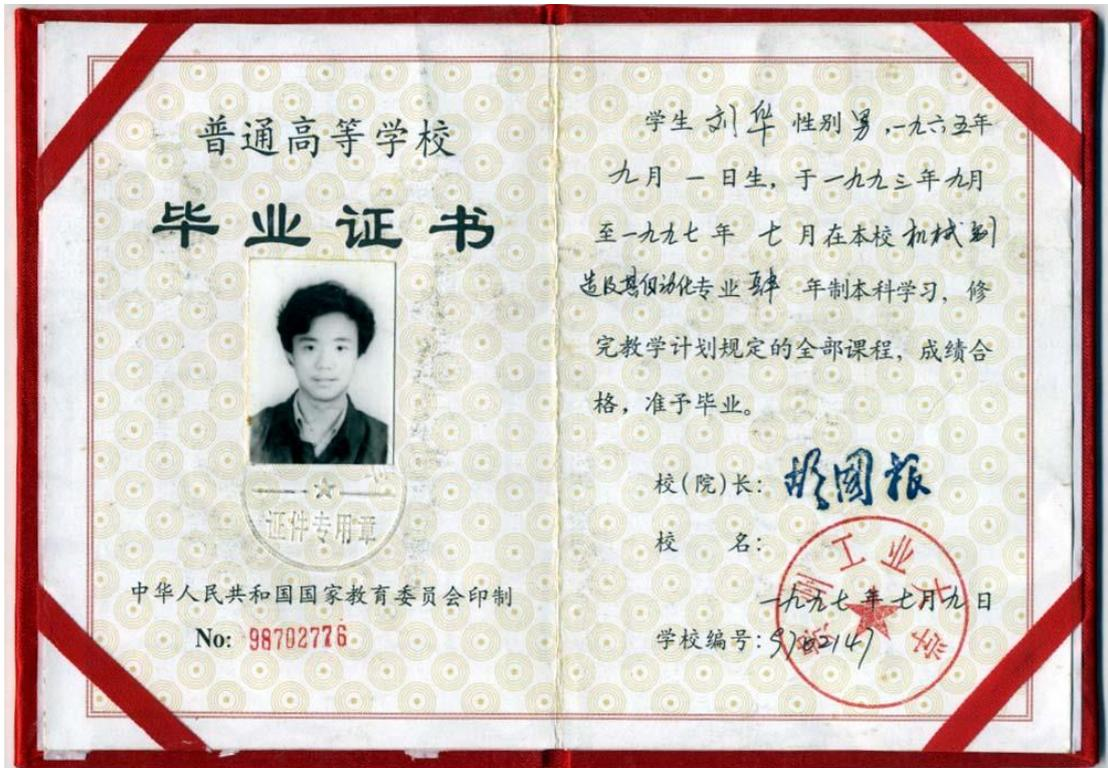 普通高等学校
毕业证书
证件专用章
中华人民共和国国家教育委员会印制
No: 98702776
学生 刘华 性别 男，一九六五年
九月 一 日生，于一九九三年九月
至一九九七年 七月在本校 机械制
造及其自动化专业 肆 年制本科学习，修
完教学计划规定的全部课程，成绩合
格，准予毕业。
校(院)长：
校 名：
工业大学
一九九七年七月九日
学校编号：9702147